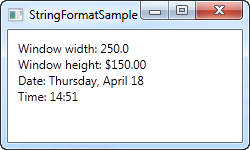 StringFormatSample
Window width: 250.0
Window height: $150.00
Date: Thursday, April 18
Time: 14:51